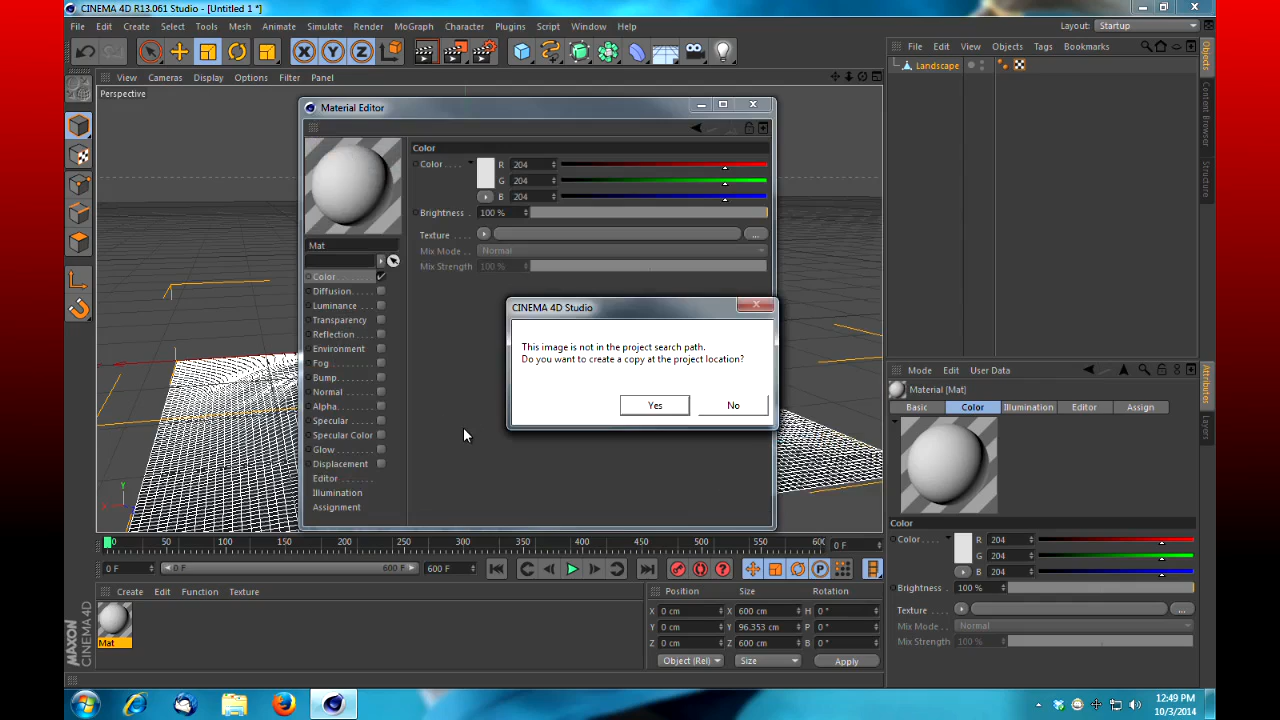 CINEMA 4D R13.061 Studio - [Untitled 1 *]
File Edit Create Select Tools Mesh Animate Simulate Render MoGraph Character Plugins Script Window Help
Layout: Startup
X Y Z
File Edit View Objects Tags Bookmarks
Landscape
Objects
Content Browser
Structure
View Cameras Display Options Filter Panel
Perspective
Material Editor
Color
Color . . . . R 204
G 204
B 204
Brightness 100 %
Texture . . . . ...
Mix Mode . Normal
Mix Strength 100 %
Mat
Color
Diffusion
Luminance
Transparency
Reflection
Environment
Fog
Bump
Normal
Alpha
Specular
Specular Color
Glow
Displacement
Editor
Illumination
Assignment
CINEMA 4D Studio
This image is not in the project search path.
Do you want to create a copy at the project location?
Yes No
Y
X
Mode Edit User Data
Material [Mat]
Basic Color Illumination Editor Assign
Attributes
Layers
Color
Color . . . . R 204
G 204
B 204
Brightness . 100 %
Texture . . . . ...
Mix Mode . Normal
Mix Strength 100 %
0 50 100 150 200 250 300 350 400 450 500 550 600 0 F
0 F 0 F 600 F 600 F
P
Create Edit Function Texture
Mat
MAXON
CINEMA 4D
Position Size Rotation
X 0 cm X 600 cm H 0 °
Y 0 cm Y 96.353 cm P 0 °
Z 0 cm Z 600 cm B 0 °
Object (Rel) Size Apply
12:49 PM
10/3/2014